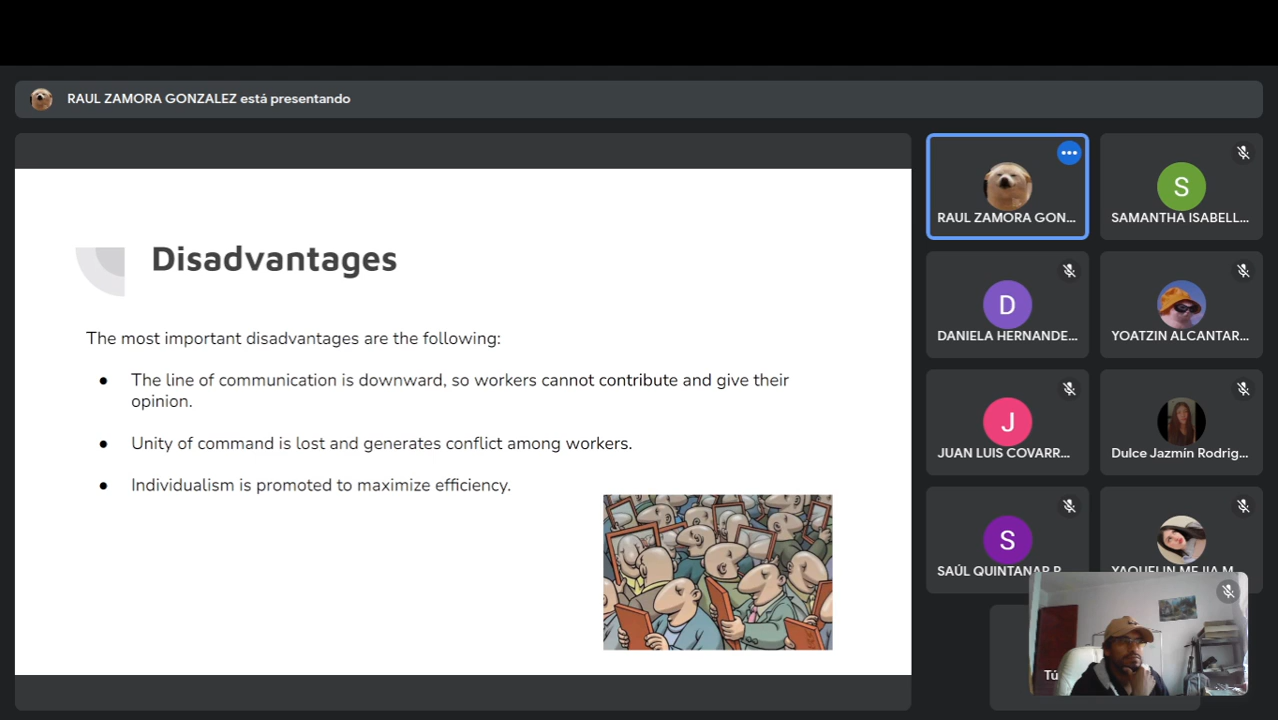 RAUL ZAMORA GONZALEZ está presentando
Disadvantages
The most important disadvantages are the following:
● The line of communication is downward, so workers cannot contribute and give their
opinion.
● Unity of command is lost and generates conflict among workers.
● Individualism is promoted to maximize efficiency.
RAUL ZAMORA GON...
S
SAMANTHA ISABELL...
D
DANIELA HERNANDE...
YOATZIN ALCANTAR...
J
JUAN LUIS COVARR...
Dulce Jazmín Rodrig...
S
SAÚL QUINTANAR
YAQUELIN MEJIA M
Tú